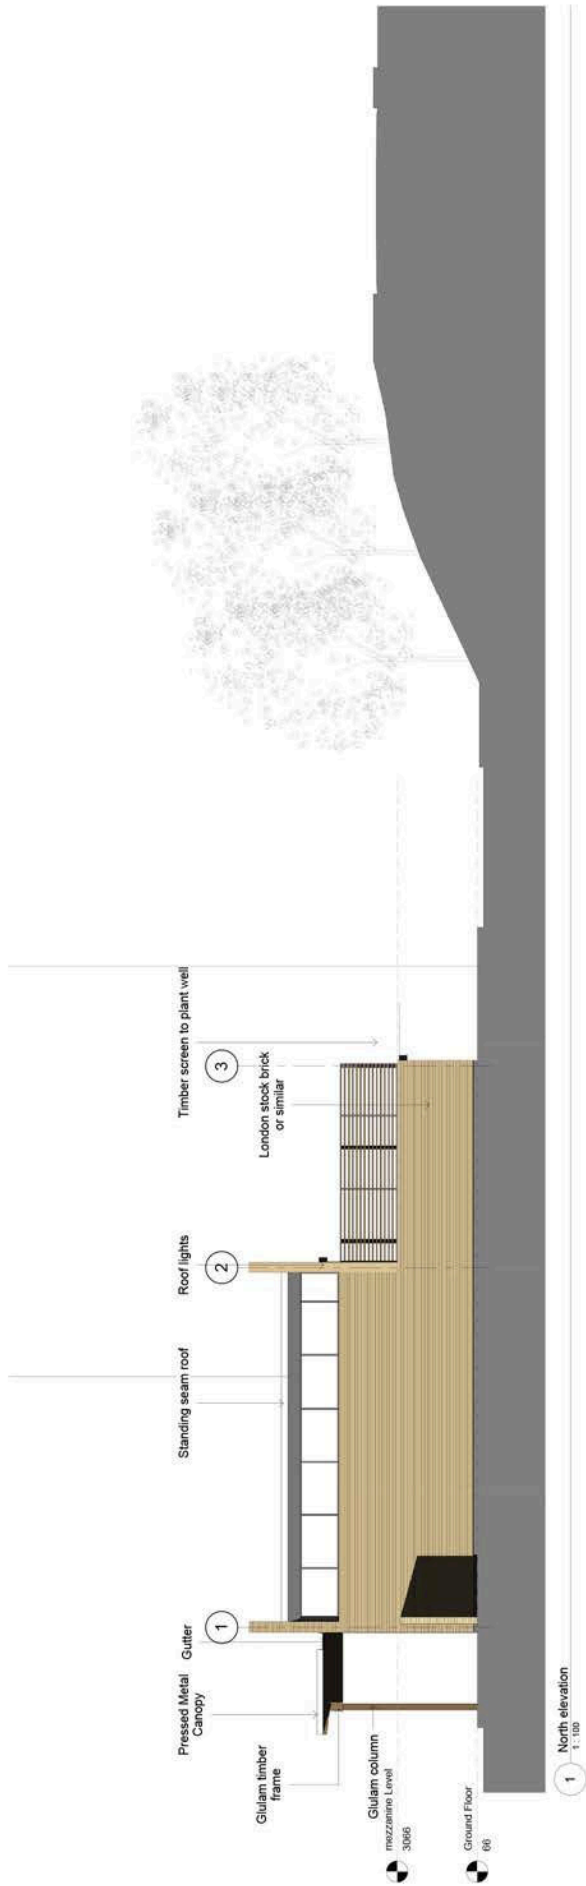 Pressed Metal
Canopy
Gutter
1
Standing seam roof
Roof lights
2
Timber screen to plant well
3
London stock brick
or similar
Glulam timber
frame
Glulam column
mezzanine Level
3066
Ground Floor
66
1
North elevation
1 : 100